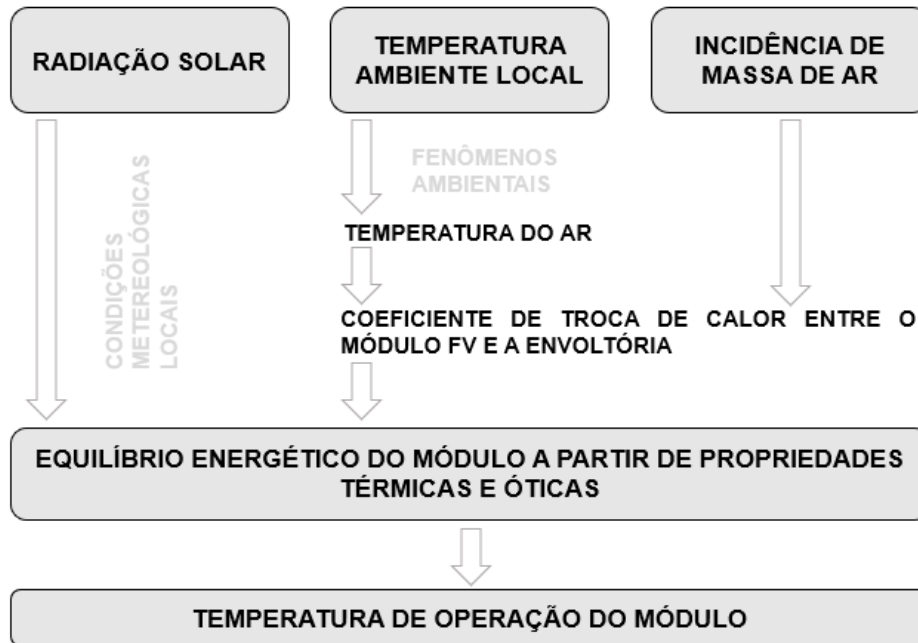 RADIAÇÃO SOLAR
TEMPERATURA
AMBIENTE LOCAL
INCIDÊNCIA DE
MASSA DE AR
CONDIÇÕES
METEREOLÓGICAS
LOCAIS
FENÔMENOS
AMBIENTAIS
TEMPERATURA DO AR
COEFICIENTE DE TROCA DE CALOR ENTRE O
MÓDULO FV E A ENVOLTÓRIA
EQUILÍBRIO ENERGÉTICO DO MÓDULO A PARTIR DE PROPRIEDADES
TÉRMICAS E ÓTICAS
TEMPERATURA DE OPERAÇÃO DO MÓDULO